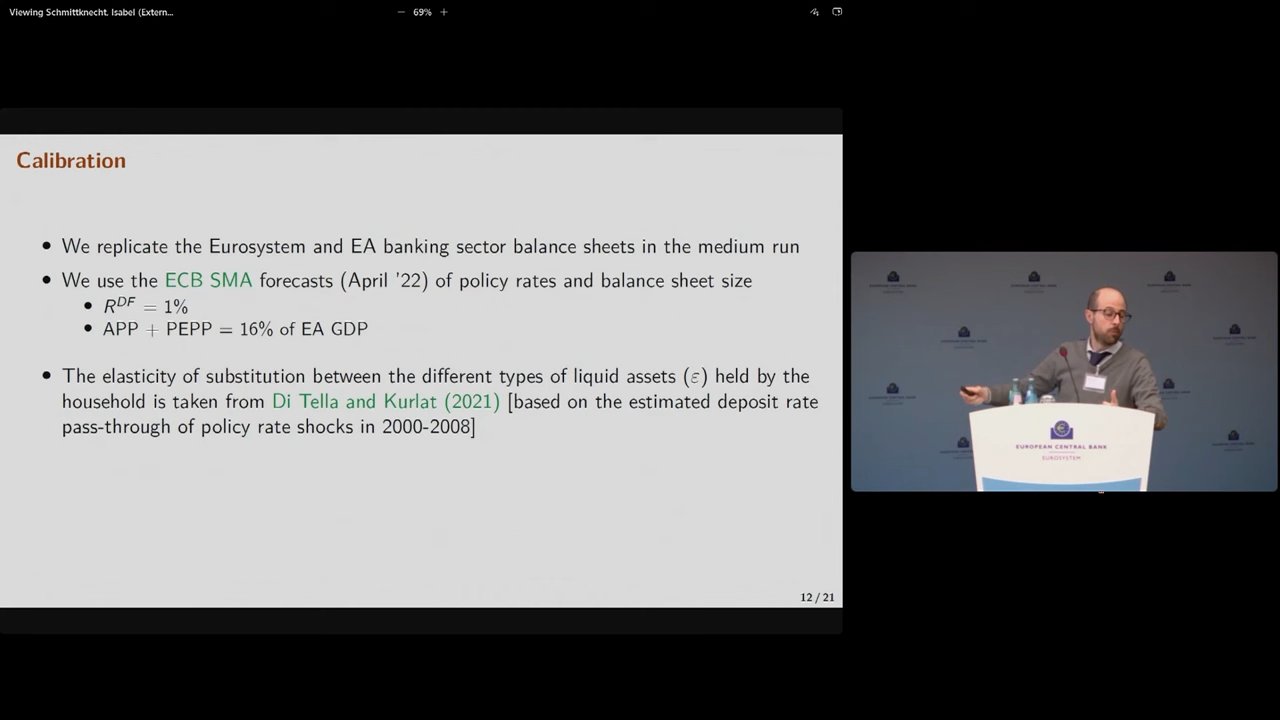 Viewing Schmittknecht, Isabel (Extern...
− 69% +
Calibration
• We replicate the Eurosystem and EA banking sector balance sheets in the medium run
• We use the ECB SMA forecasts (April '22) of policy rates and balance sheet size
• R^DF = 1%
• APP + PEPP = 16% of EA GDP
• The elasticity of substitution between the different types of liquid assets (ε) held by the
household is taken from Di Tella and Kurlat (2021) [based on the estimated deposit rate
pass-through of policy rate shocks in 2000-2008]
12 / 21
EUROPEAN CENTRAL BANK
EUROSYSTEM